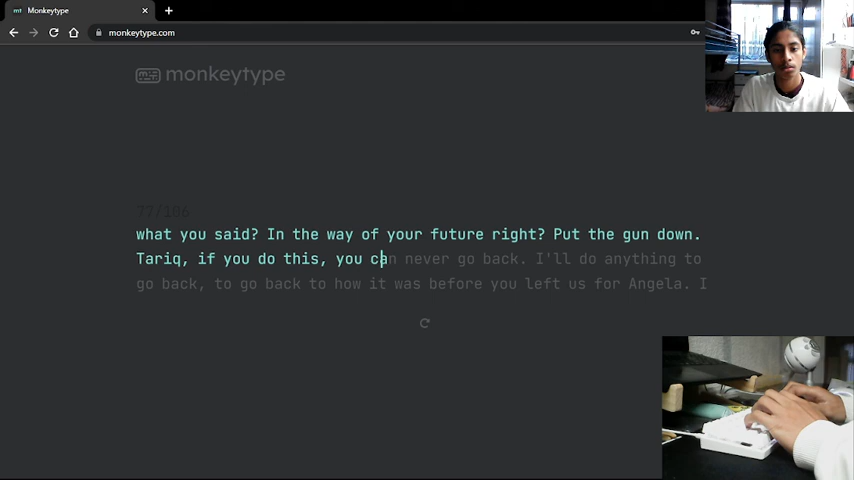 Monkeytype
monkeytype.com
monkeytype
77/186
what you said? In the way of your future right? Put the gun down.
Tariq, if you do this, you can never go back. I'll do anything to
go back, to go back to how it was before you left us for Angela. I